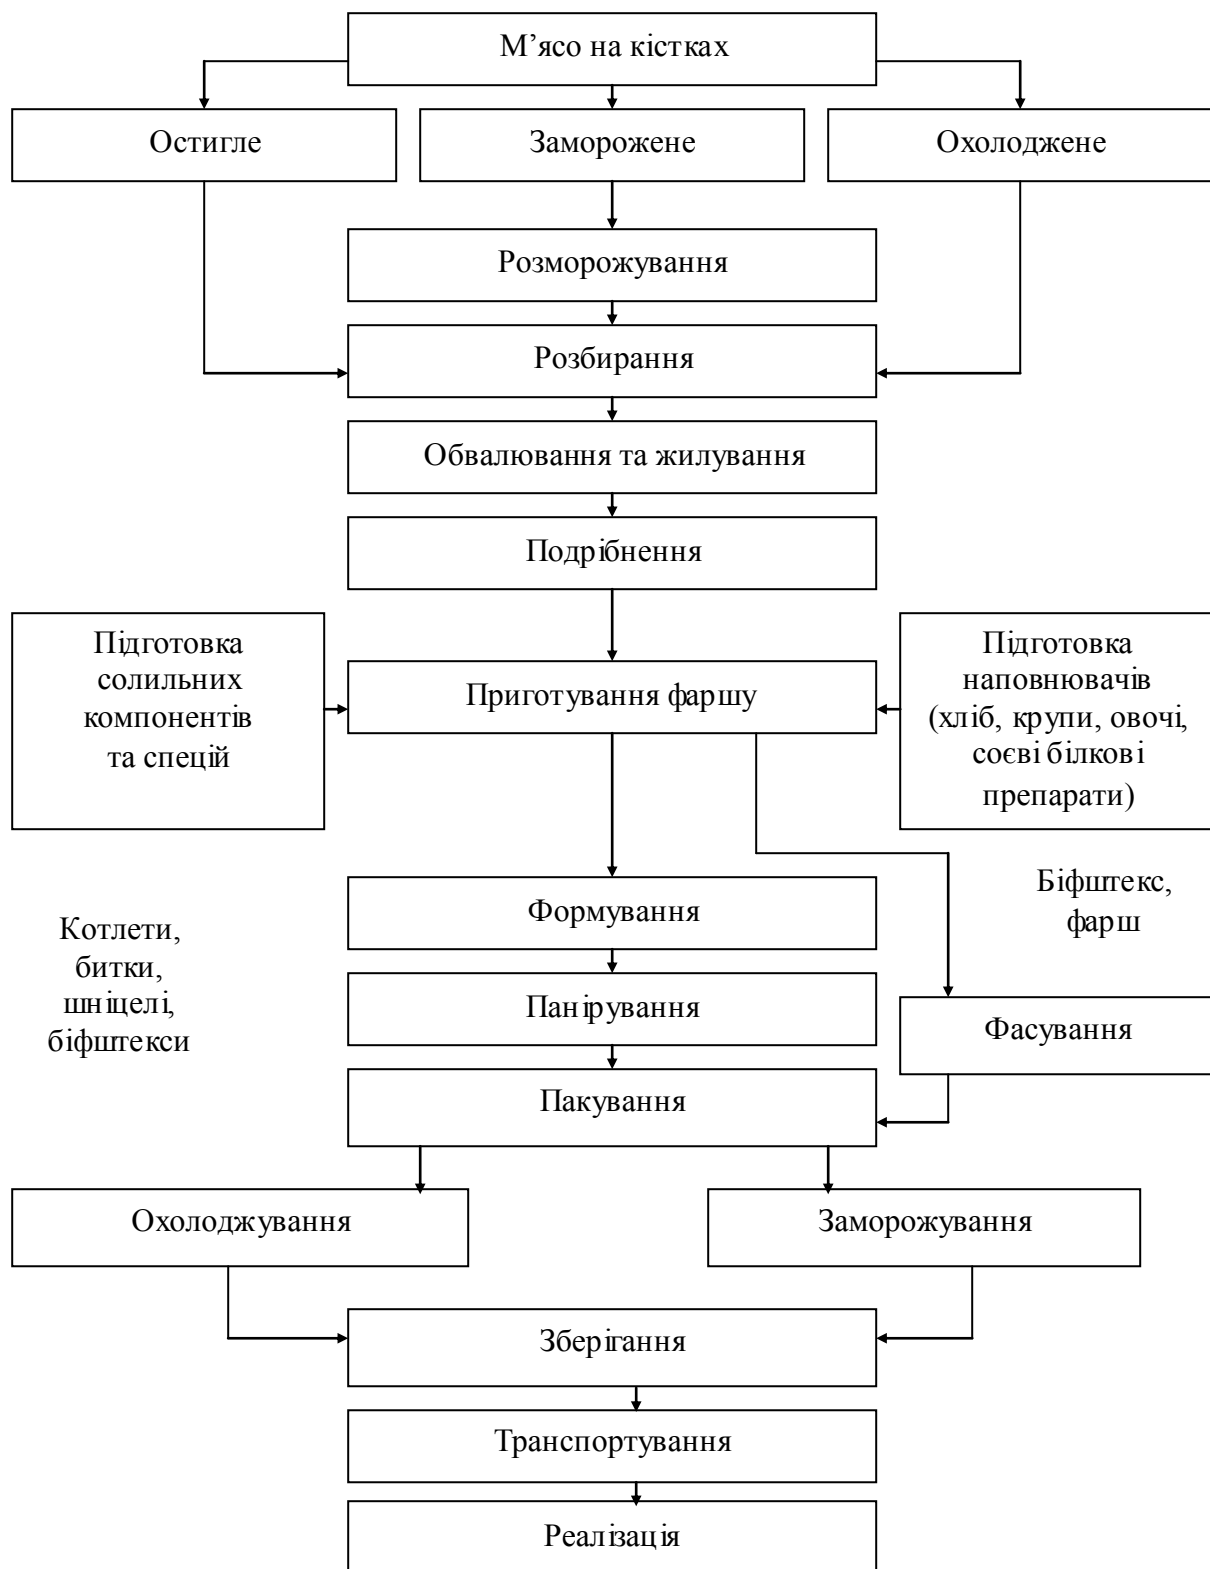 М’ясо на кістках
Остигле
Заморожене
Охолоджене
Розморожування
Розбирання
Обвалювання та жилування
Подрібнення
Підготовка
солильних
компонентів
та спецій
Приготування фаршу
Підготовка
наповнювачів
(хліб, крупи, овочі,
соєві білкові
препарати)
Біфштекс,
фарш
Котлети,
битки,
шніцелі,
біфштекси
Формування
Панірування
Фасування
Пакування
Охолоджування
Заморожування
Зберігання
Транспортування
Реалізація